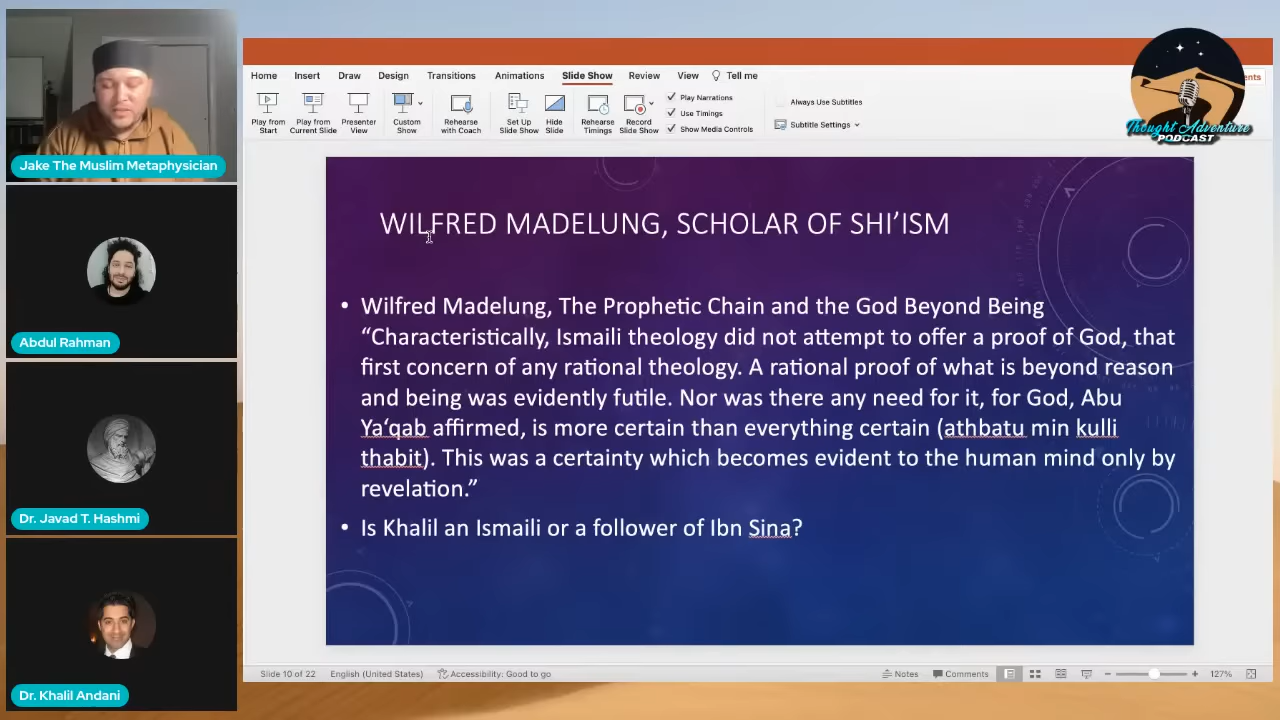 Jake The Muslim Metaphysician
Abdul Rahman
Dr. Javad T. Hashmi
Dr. Khalil Andani
Thought Adventure
PODCAST
ents
Home Insert Draw Design Transitions Animations Slide Show Review View Tell me
Play from Start
Play from Current Slide
Presenter View
Custom Show
Rehearse with Coach
Set Up Slide Show
Hide Slide
Rehearse Timings
Record Slide Show
Play Narrations
Use Timings
Show Media Controls
Always Use Subtitles
Subtitle Settings
WILFRED MADELUNG, SCHOLAR OF SHI’ISM
• Wilfred Madelung, The Prophetic Chain and the God Beyond Being
“Characteristically, Ismaili theology did not attempt to offer a proof of God, that
first concern of any rational theology. A rational proof of what is beyond reason
and being was evidently futile. Nor was there any need for it, for God, Abu
Ya‘qab affirmed, is more certain than everything certain (athbatu min kulli
thabit). This was a certainty which becomes evident to the human mind only by
revelation.”
• Is Khalil an Ismaili or a follower of Ibn Sina?
Slide 10 of 22 English (United States) Accessibility: Good to go Notes Comments 127%